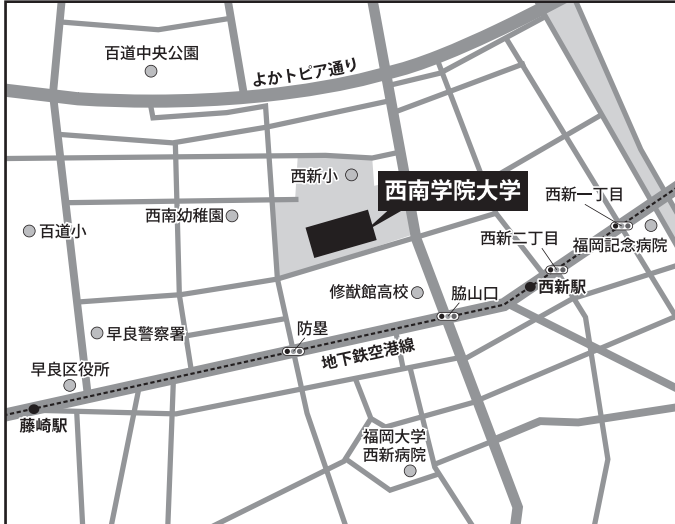 百道中央公園
よかトピア通り
西新小
西南学院大学
西新一丁目
西南幼稚園
百道小
西新二丁目
福岡記念病院
西新駅
修猷館高校
脇山口
防塁
早良警察署
地下鉄空港線
早良区役所
藤崎駅
福岡大学
西新病院